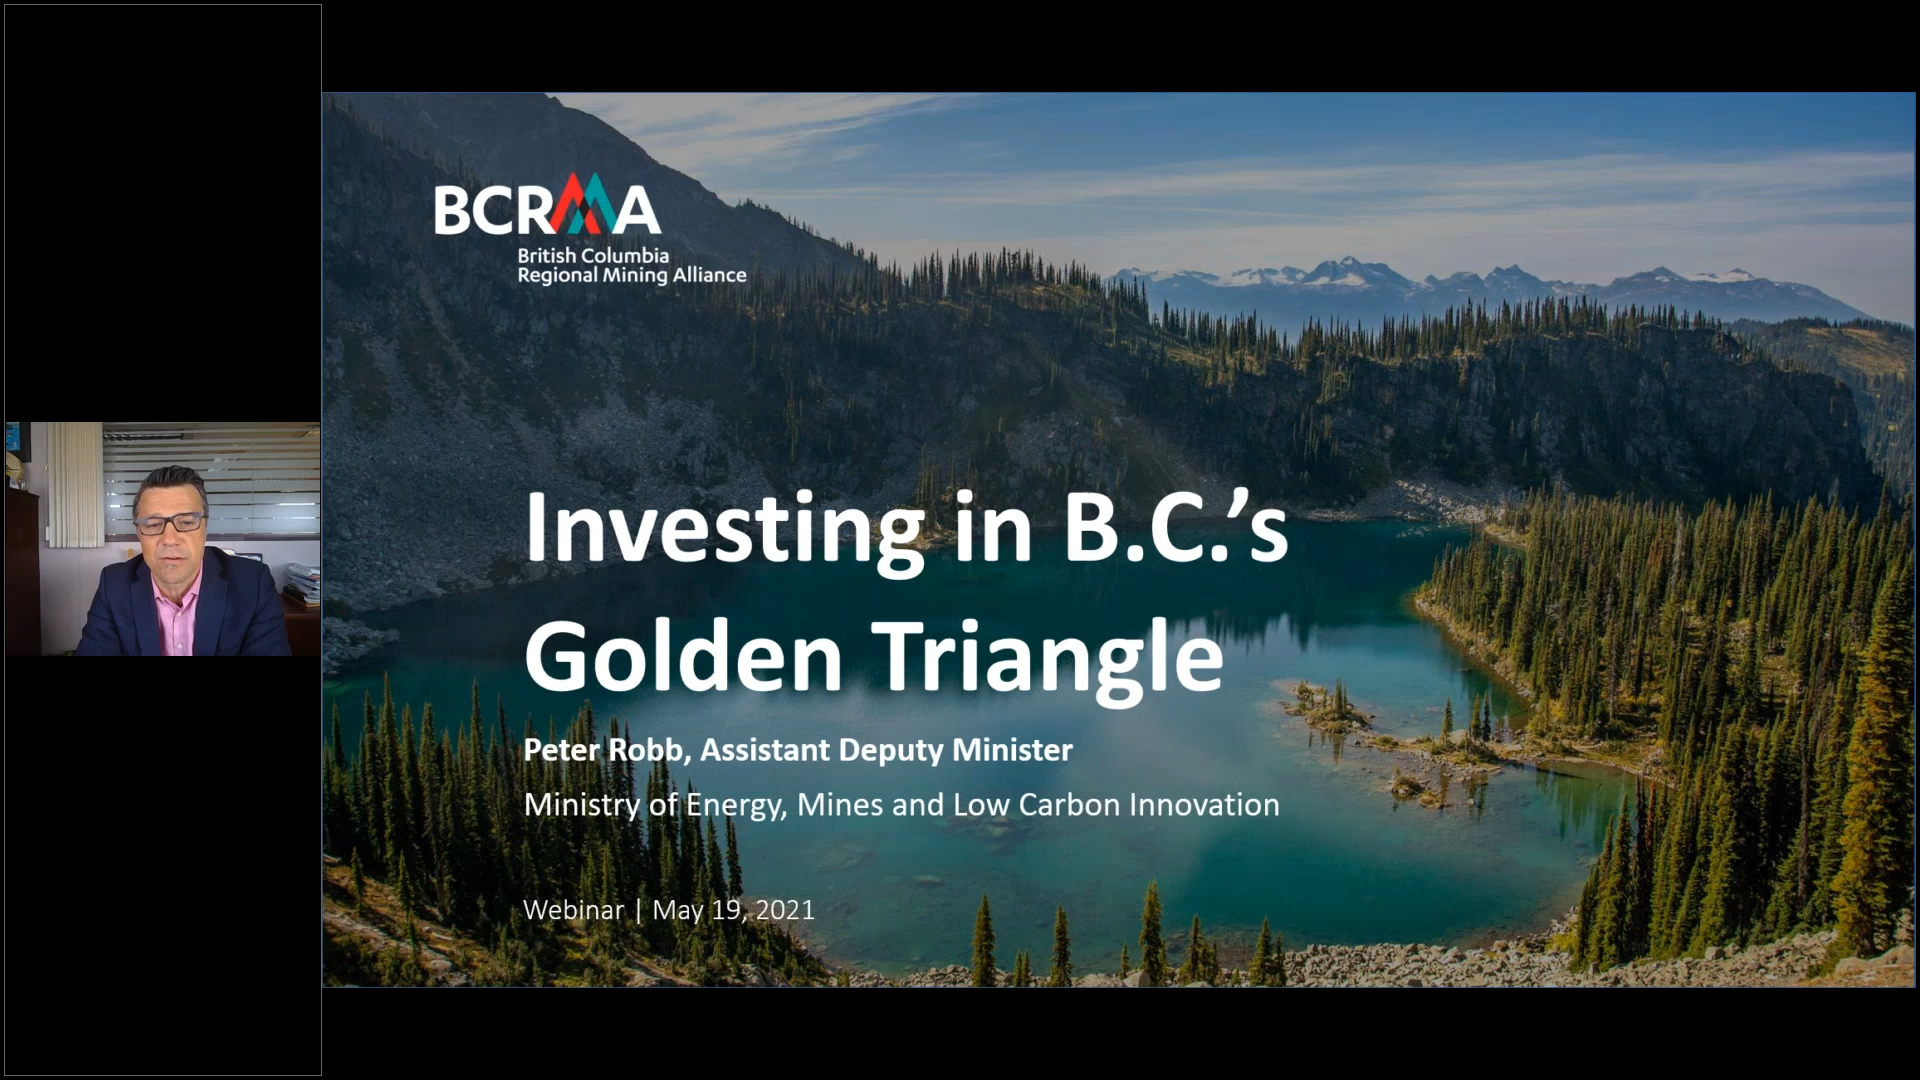 BCRMA
British Columbia
Regional Mining Alliance
Investing in B.C.’s
Golden Triangle
Peter Robb, Assistant Deputy Minister
Ministry of Energy, Mines and Low Carbon Innovation
Webinar | May 19, 2021